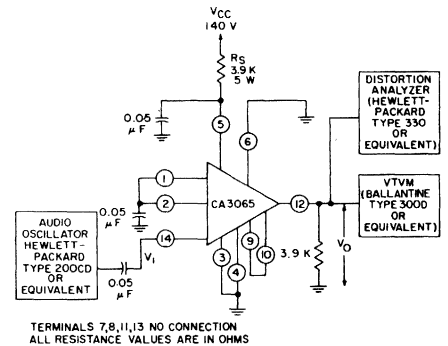 VCC
140 V
RS
3.9 K
5 W
0.05
μF
5
6
DISTORTION
ANALYZER
(HEWLETT-
PACKARD
TYPE 330
OR
EQUIVALENT)
1
2
0.05
μF
CA3065
12
VTVM
(BALLANTINE
TYPE 300D
OR
EQUIVALENT)
AUDIO
OSCILLATOR
HEWLETT-
PACKARD
TYPE 200CD
OR
EQUIVALENT
14
Vi
0.05
μF
3
4
9
10
3.9 K
VO
TERMINALS 7,8,11,13 NO CONNECTION
ALL RESISTANCE VALUES ARE IN OHMS